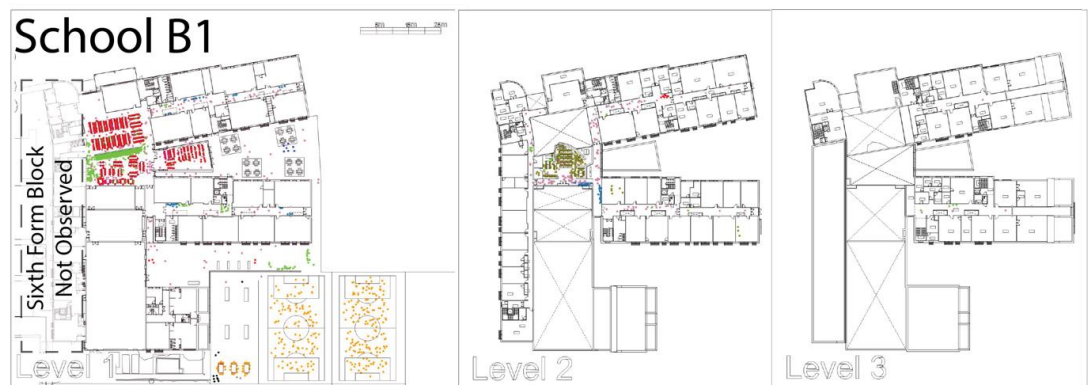 School B1
Sixth Form Block
Not Observed
Level 1
Level 2
Level 3